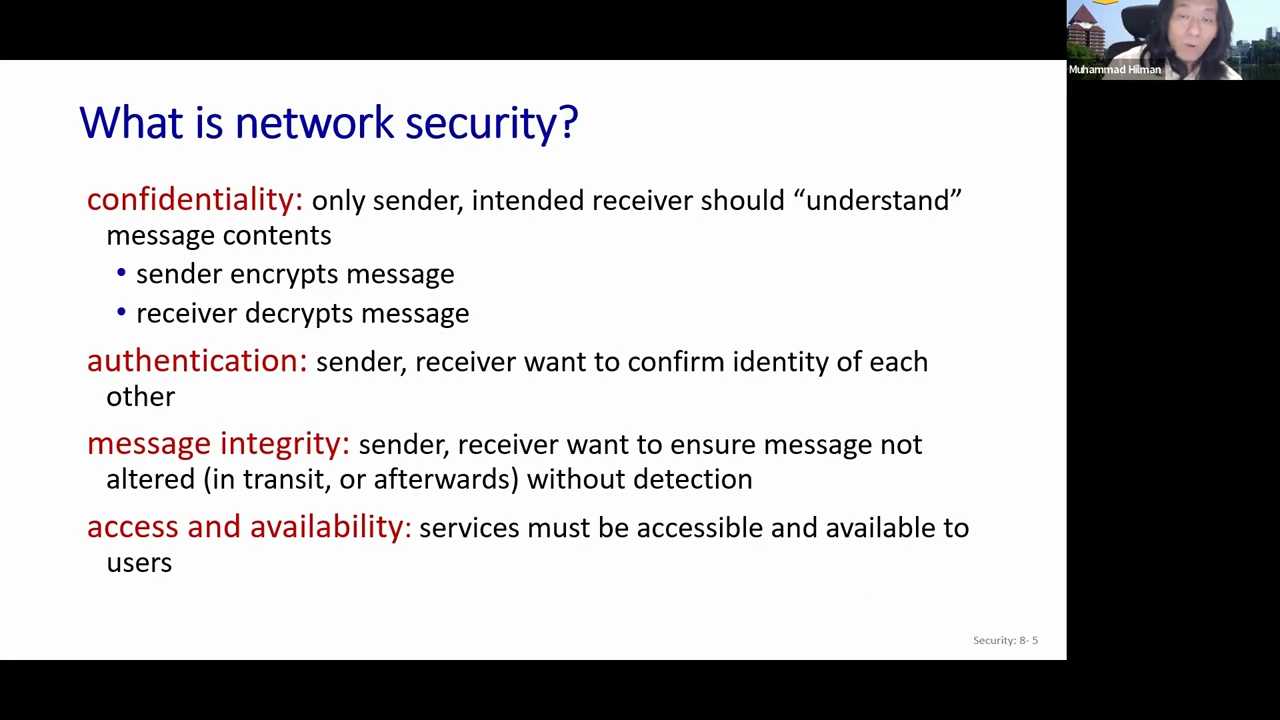 Muhammad Hilman
What is network security?
confidentiality: only sender, intended receiver should “understand”
message contents
• sender encrypts message
• receiver decrypts message
authentication: sender, receiver want to confirm identity of each
other
message integrity: sender, receiver want to ensure message not
altered (in transit, or afterwards) without detection
access and availability: services must be accessible and available to
users
Security: 8- 5